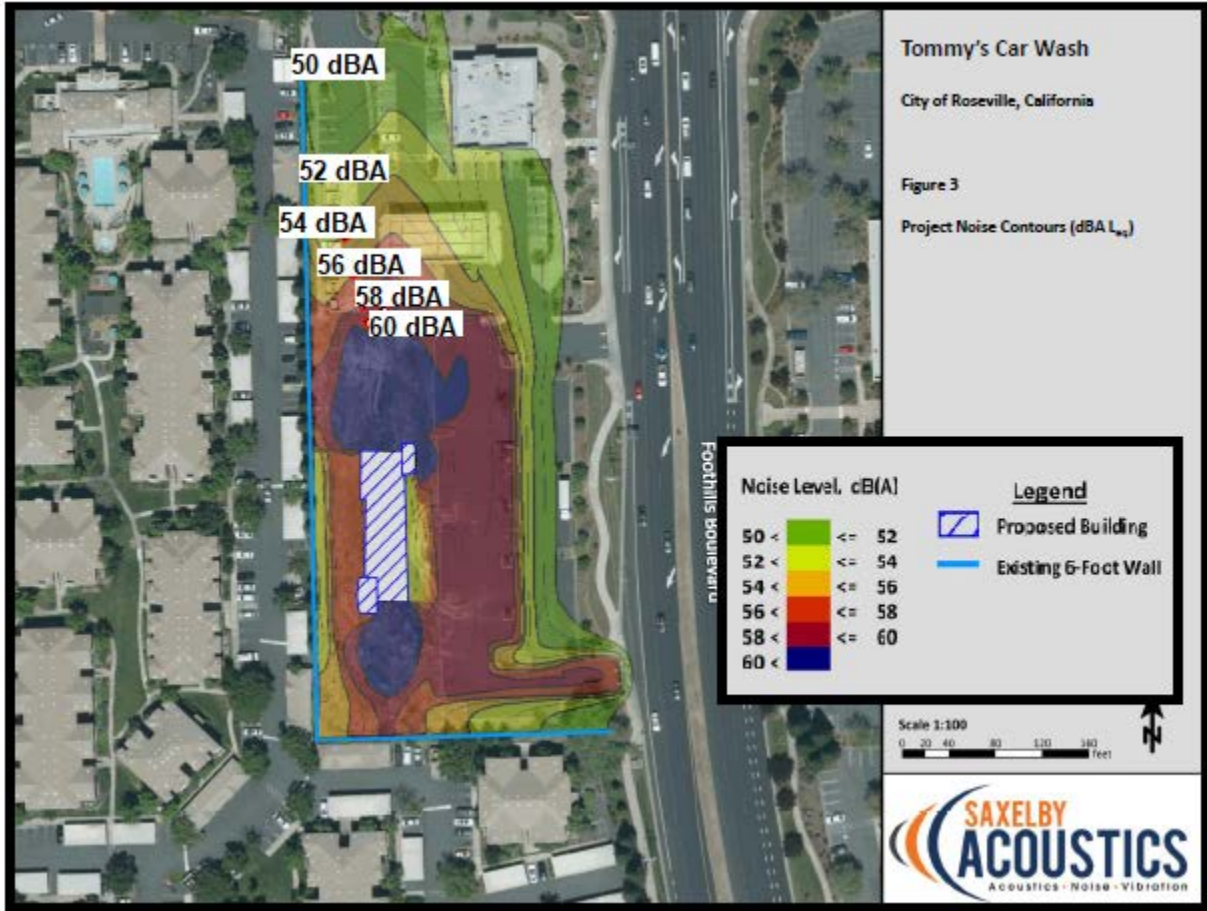 50 dBA
52 dBA
54 dBA
56 dBA
58 dBA
60 dBA
Foothills Boulevard
Tommy's Car Wash
City of Roseville, California
Figure 3
Project Noise Contours (dBA Leq)
Noise Level, dB(A)
50 < <= 52
52 < <= 54
54 < <= 56
56 < <= 58
58 < <= 60
60 <
Legend
Proposed Building
Existing 6-Foot Wall
Scale 1:100
0 20 40 80 120 160
feet
N
SAXELBY
ACOUSTICS
Acoustics • Noise • Vibration